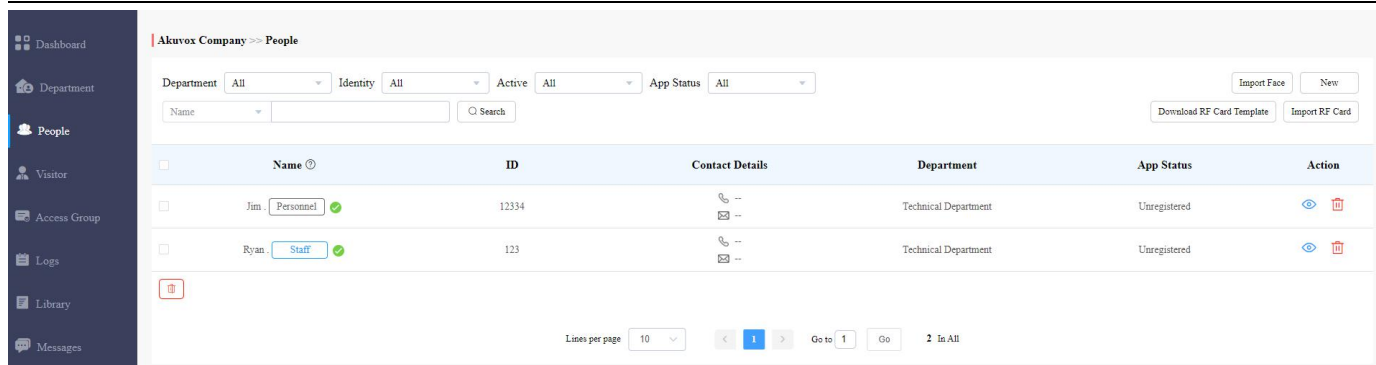 Dashboard
Department
People
Visitor
Access Group
Logs
Library
Messages
Akuvox Company >> People
Department All Identity All Active All App Status All
Import Face New
Name Search
Download RF Card Template Import RF Card
Name ID Contact Details Department App Status Action
Jim . Personnel 12334 -- Technical Department Unregistered
--
Ryan . Staff 123 -- Technical Department Unregistered
--
Lines per page 10 < 1 > Go to 1 Go 2 In All